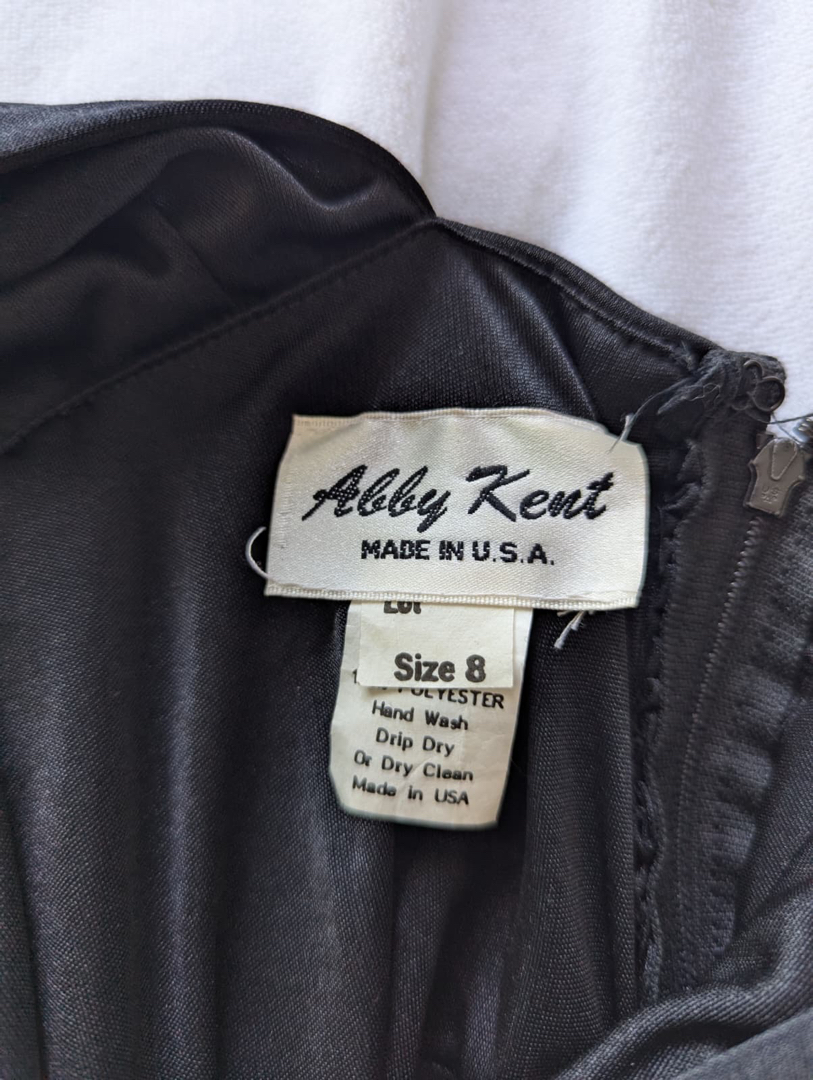 Abby Kent
MADE IN U.S.A.
Lot
Size 8
POLYESTER
Hand Wash
Drip Dry
Or Dry Clean
Made in USA